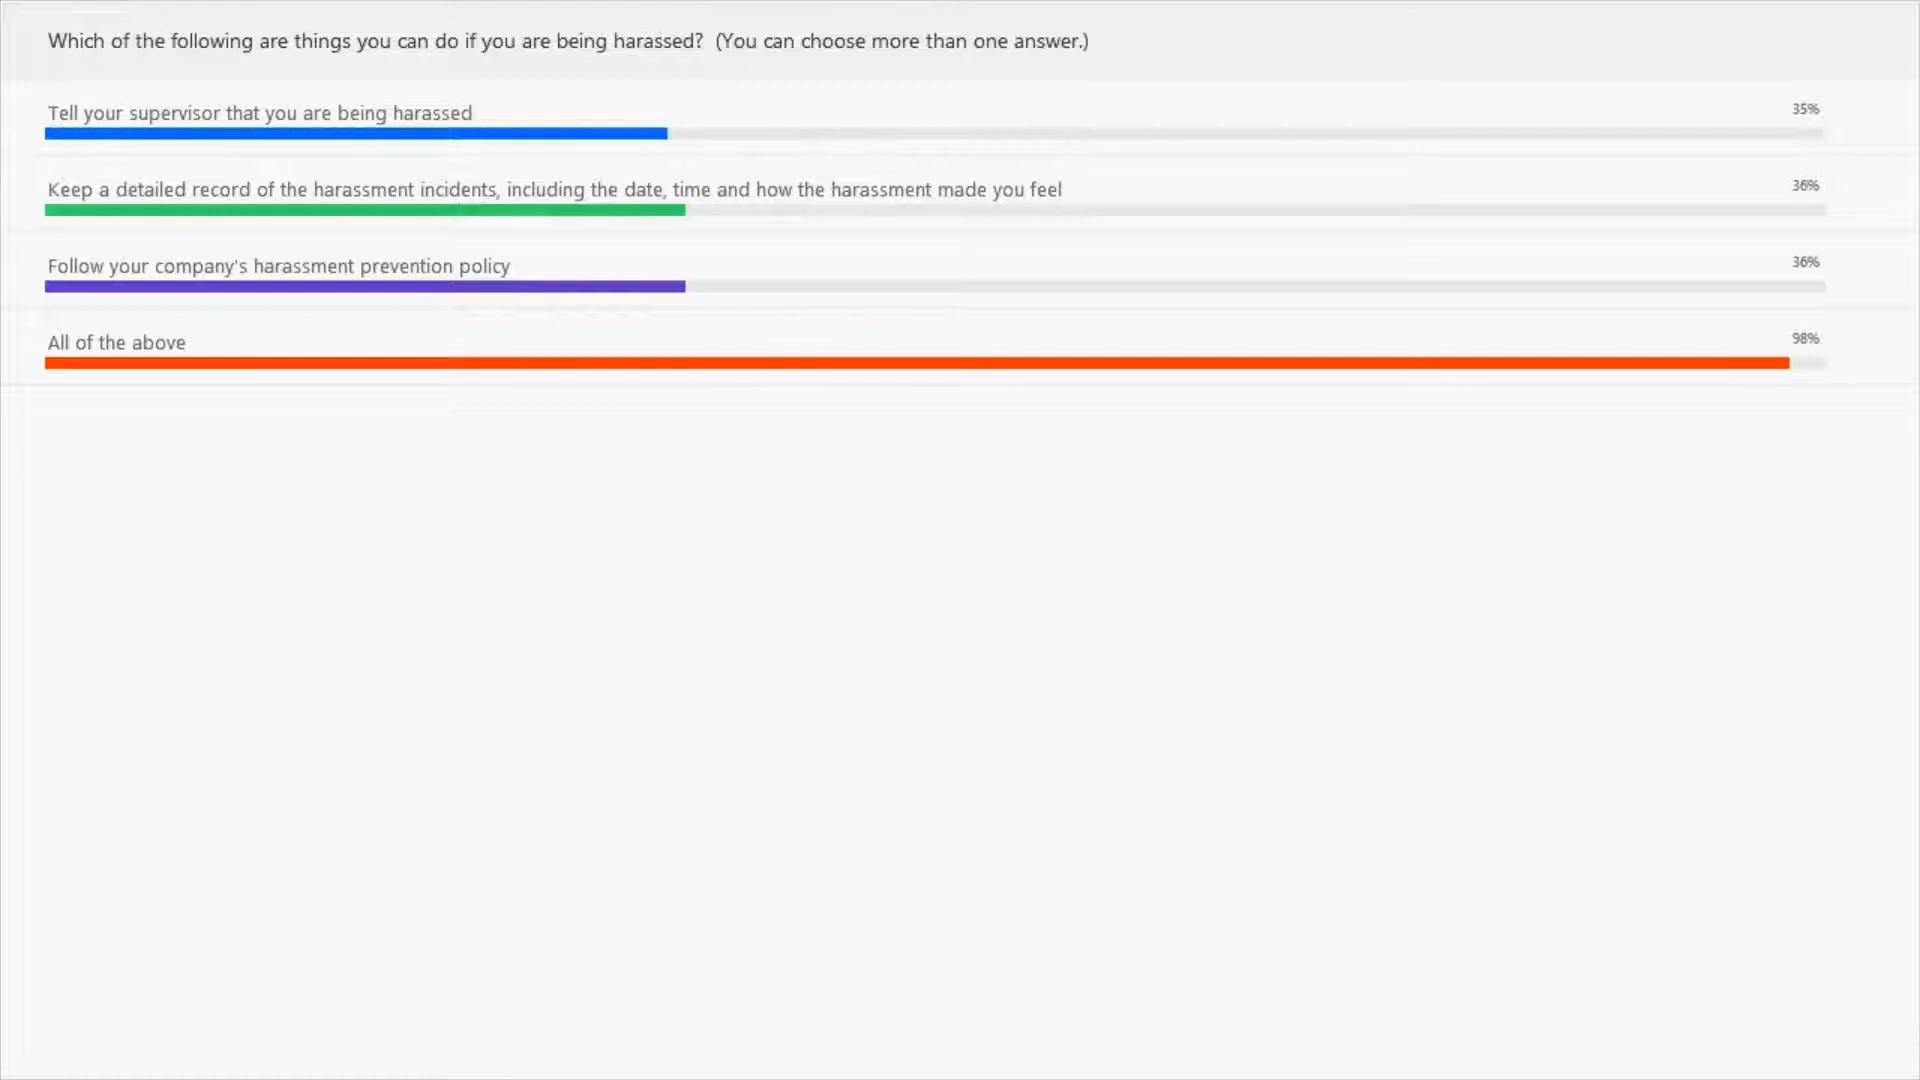 Which of the following are things you can do if you are being harassed?  (You can choose more than one answer.)
Tell your supervisor that you are being harassed
35%
Keep a detailed record of the harassment incidents, including the date, time and how the harassment made you feel
36%
Follow your company's harassment prevention policy
36%
All of the above
98%